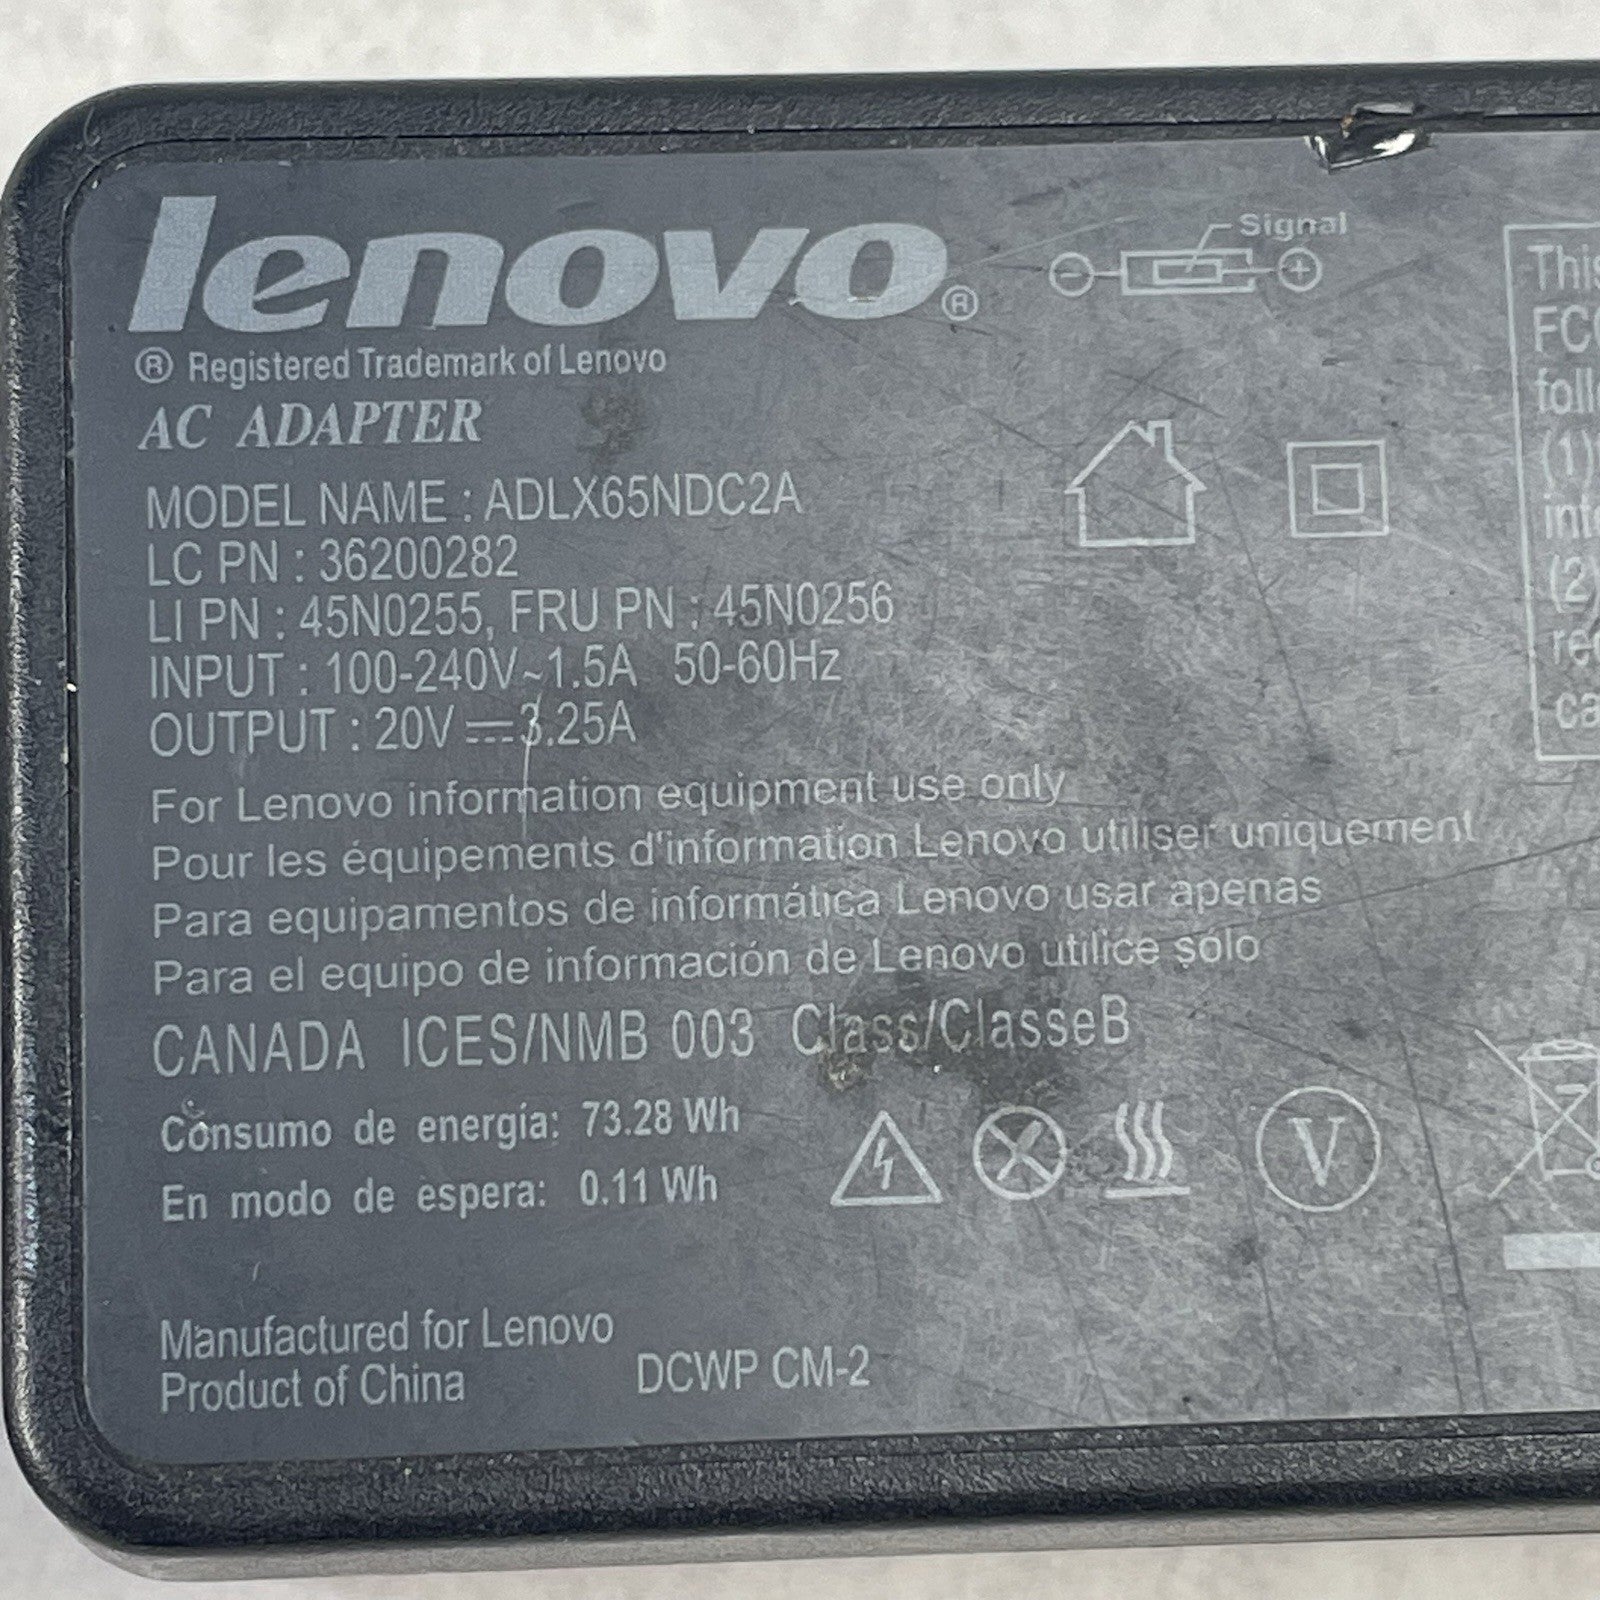 lenovo®
Signal
® Registered Trademark of Lenovo
AC ADAPTER
MODEL NAME : ADLX65NDC2A
LC PN : 36200282
LI PN : 45N0255, FRU PN : 45N0256
INPUT : 100-240V~1.5A 50-60Hz
OUTPUT : 20V⎓3.25A
For Lenovo information equipment use only
Pour les équipements d'information Lenovo utiliser uniquement
Para equipamentos de informática Lenovo usar apenas
Para el equipo de información de Lenovo utilice sólo
CANADA ICES/NMB 003 Class/ClasseB
Consumo de energía: 73.28 Wh
En modo de espera: 0.11 Wh
V
Manufactured for Lenovo
Product of China
DCWP CM-2
This
(1)
(2)